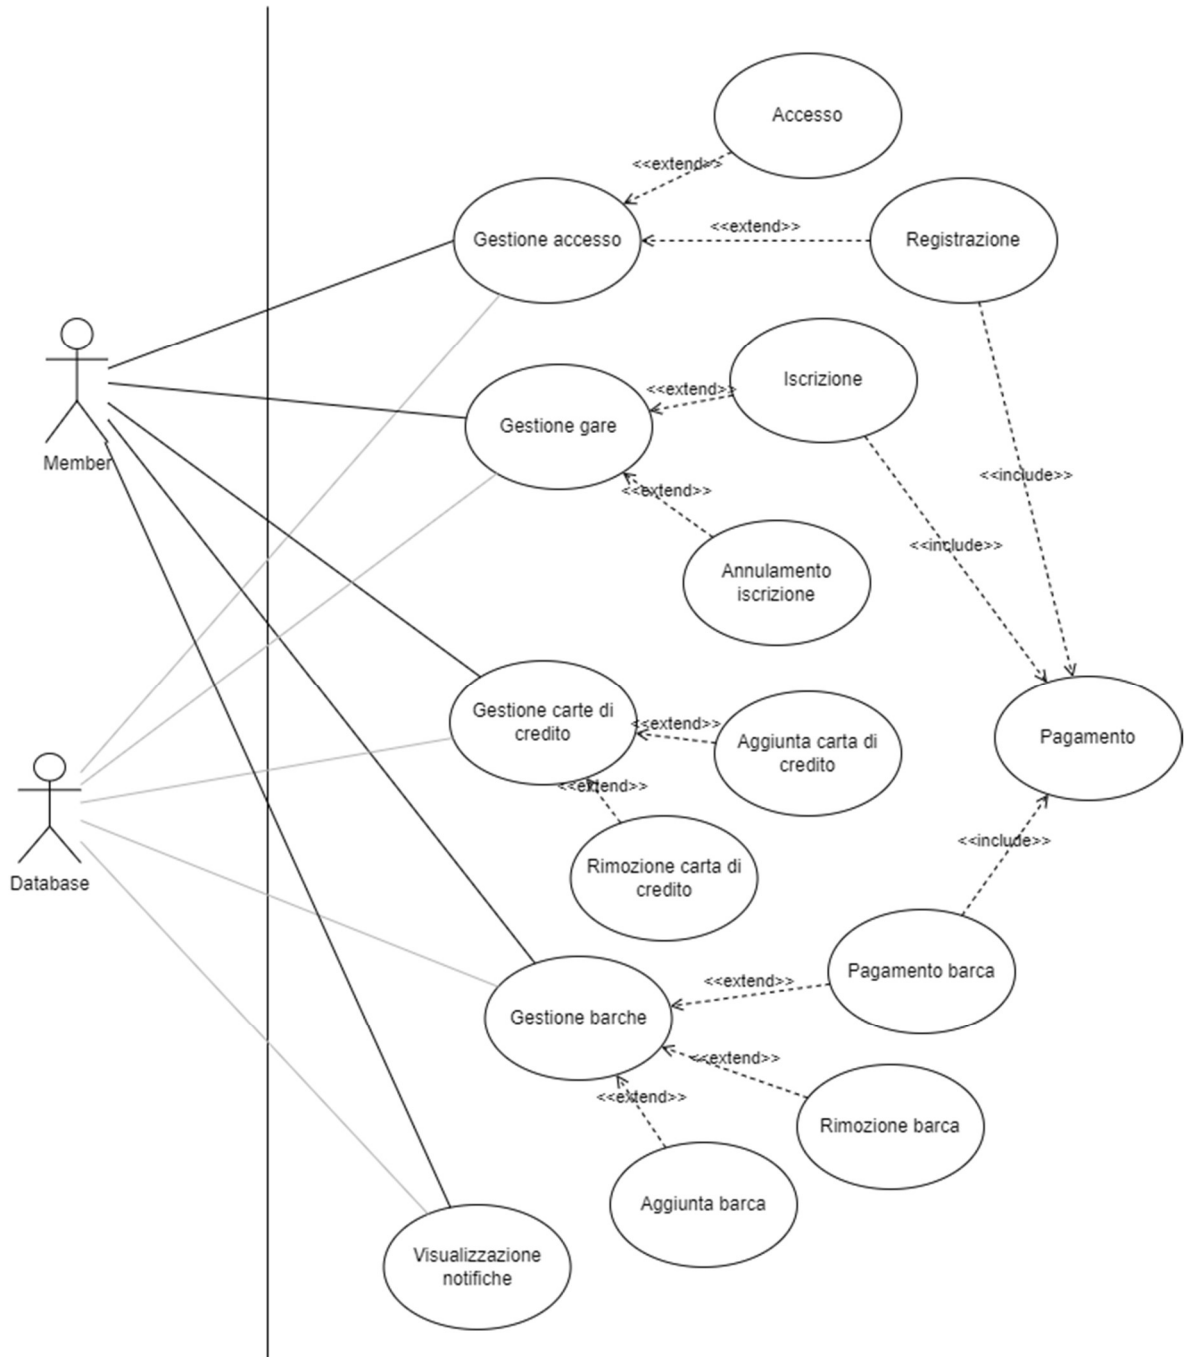 Accesso
<<extend>>
Gestione accesso
<<extend>>
Registrazione
Iscrizione
<<extend>>
Gestione gare
Member
<<include>>
<<extend>>
<<include>>
Annulamento
iscrizione
Gestione carte di
credito
<<extend>>
Aggiunta carta di
credito
Pagamento
<<extend>>
Database
Rimozione carta di
credito
<<include>>
Pagamento barca
<<extend>>
Gestione barche
<<extend>>
<<extend>>
Rimozione barca
Aggiunta barca
Visualizzazione
notifiche